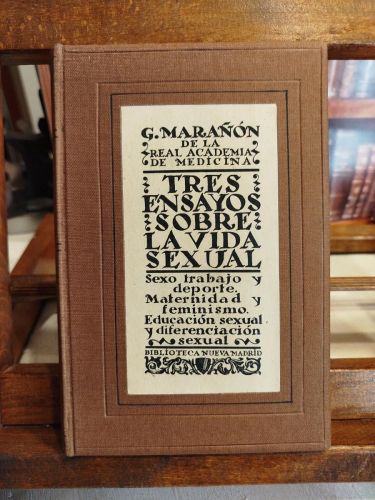 G. MARAÑÓN
DE LA
REAL ACADEMIA
DE MEDICINA
TRES
ENSAYOS
SOBRE
LA VIDA
SEXUAL
Sexo trabajo y
deporte.
Maternidad y
feminismo.
Educación sexual
y diferenciación
sexual
BIBLIOTECA NUEVA MADRID